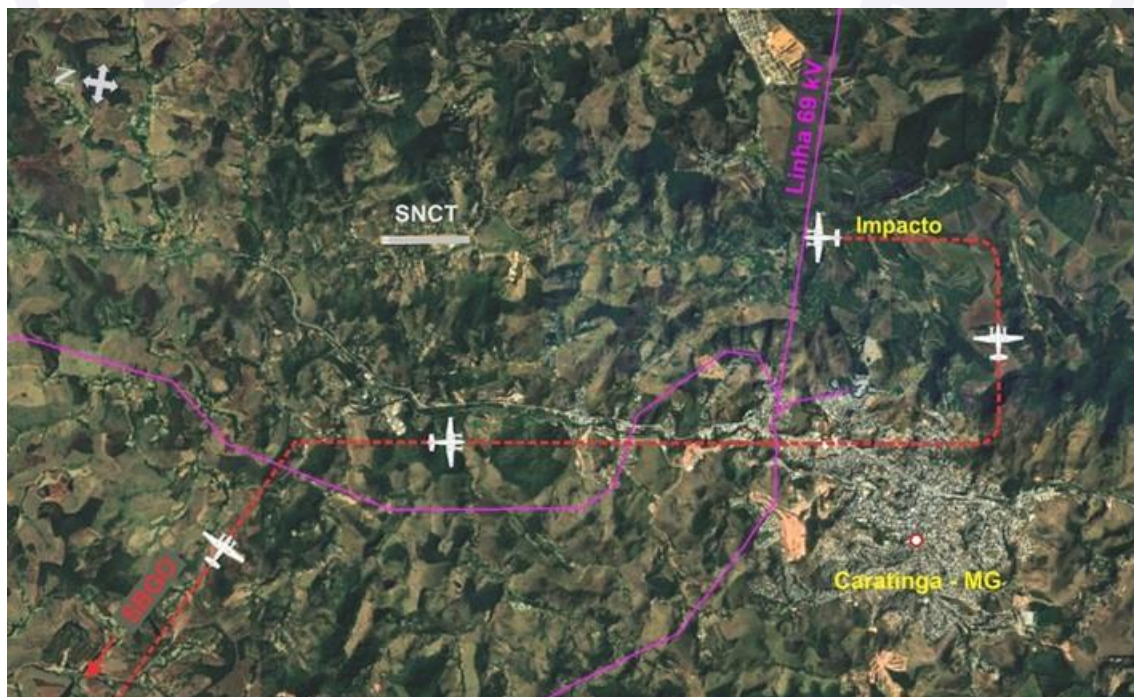 N
Linha 69 kV
SNCT
Impacto
SBGO
Caratinga - MG